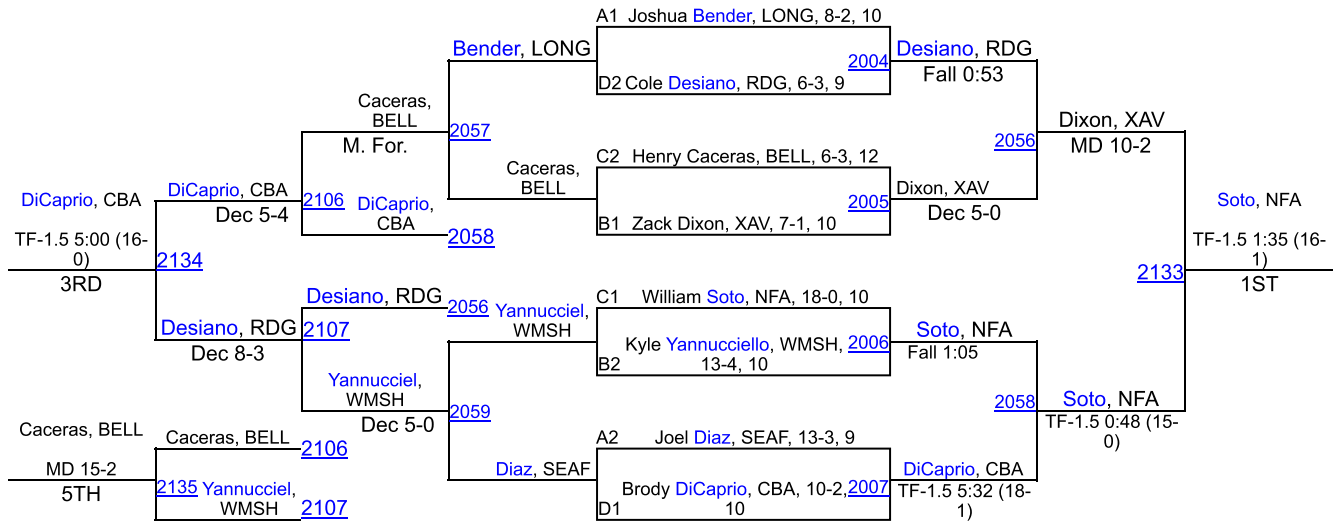 A1 Joshua Bender, LONG, 8-2, 10
Bender, LONG
Desiano, RDG
2004
Fall 0:53
D2 Cole Desiano, RDG, 6-3, 9
Caceras,
BELL
2057
M. For.
Dixon, XAV
2056
MD 10-2
C2 Henry Caceras, BELL, 6-3, 12
Caceras,
BELL
DiCaprio, CBA
2106
Dec 5-4
DiCaprio,
CBA
2058
2005
Dixon, XAV
Dec 5-0
B1 Zack Dixon, XAV, 7-1, 10
DiCaprio, CBA
TF-1.5 5:00 (16-
0)
2134
3RD
Soto, NFA
TF-1.5 1:35 (16-
1)
2133
1ST
C1 William Soto, NFA, 18-0, 10
Desiano, RDG
2056
Yannucciel,
WMSH
Desiano, RDG
2107
Dec 8-3
Kyle Yannucciello, WMSH,
B2 13-4, 10
2006
Soto, NFA
Fall 1:05
Yannucciel,
WMSH
2059
Dec 5-0
2058
Soto, NFA
TF-1.5 0:48 (15-
0)
A2 Joel Diaz, SEAF, 13-3, 9
Caceras, BELL
Caceras, BELL
2106
MD 15-2
5TH
2135
Yannucciel,
WMSH
2107
Diaz, SEAF
Brody DiCaprio, CBA, 10-2,
D1 10
2007
DiCaprio, CBA
TF-1.5 5:32 (18-
1)